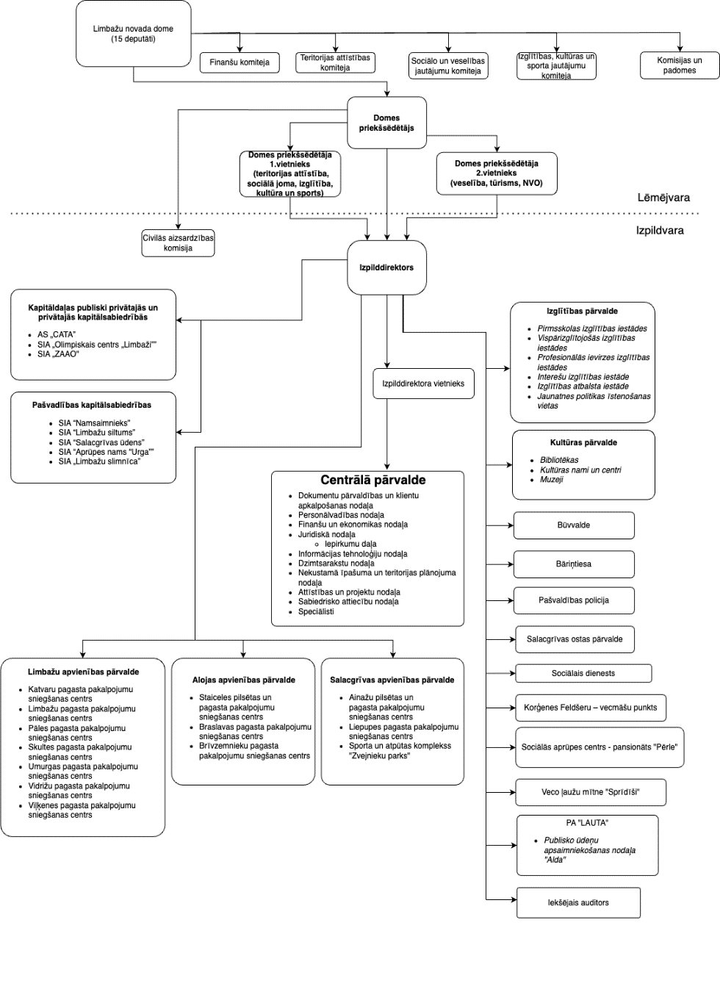 Limbažu novada dome
(15 deputāti)
Finanšu komiteja
Teritorijas attīstības
komiteja
Sociālo un veselības
jautājumu komiteja
Izglītības, kultūras un
sporta jautājumu
komiteja
Komisijas un
padomes
Domes
priekšsēdētājs
Domes priekšsēdētāja
1.vietnieks
(teritorijas attīstība,
sociālā joma, izglītība,
kultūra un sports)
Domes priekšsēdētāja
2.vietnieks
(veselība, tūrisms, NVO)
Lēmējvara
Izpildvara
Civilās aizsardzības
komisija
Izpilddirektors
Kapitāldaļas publiski privātajās un
privātajās kapitālsabiedrībās
• AS „CATA”
• SIA „Olimpiskais centrs „Limbaži””
• SIA „ZAAO"
Pašvadlības kapitālsabiedrības
• SIA “Namsaimnieks”
• SIA “Limbažu siltums”
• SIA “Salacgrīvas ūdens”
• SIA “Aprūpes nams “Urga””
• SIA „Limbažu slimnīca”
Izpilddirektora vietnieks
Centrālā pārvalde
• Dokumentu pārvaldības un klientu
apkalpošanas nodaļa
• Personālvadības nodaļa
• Finanšu un ekonomikas nodaļa
• Juridiskā nodaļa
○ Iepirkumu daļa
• Informācijas tehnoloģiju nodaļa
• Dzimtsarakstu nodaļa
• Nekustamā īpašuma un teritorijas plānojuma
nodaļa
• Attīstības un projektu nodaļa
• Sabiedrisko attiecību nodaļa
• Speciālisti
Izglītības pārvalde
• Pirmsskolas izglītības iestādes
• Vispārizglītojošās izglītības
iestādes
• Profesionālās ievirzes izglītības
iestādes
• Interešu izglītības iestāde
• Izglītības atbalsta iestāde
• Jaunatnes politikas īstenošanas
vietas
Kultūras pārvalde
• Bibliotēkas
• Kultūras nami un centri
• Muzeji
Būvvalde
Bāriņtiesa
Pašvaldības policija
Salacgrīvas ostas pārvalde
Sociālais dienests
Korģenes Feldšeru – vecmāšu punkts
Sociālās aprūpes centrs - pansionāts "Pērle"
Veco ļaužu mītne "Sprīdīši"
PA "LAUTA"
• Publisko ūdeņu
apsaimniekošanas nodaļa
"Alda"
Iekšējais auditors
Limbažu apvienības pārvalde
• Katvaru pagasta pakalpojumu
sniegšanas centrs
• Limbažu pagasta pakalpojumu
sniegšanas centrs
• Pāles pagasta pakalpojumu
sniegšanas centrs
• Skultes pagasta pakalpojumu
sniegšanas centrs
• Umurgas pagasta pakalpojumu
sniegšanas centrs
• Vidrižu pagasta pakalpojumu
sniegšanas centrs
• Viļķenes pagasta pakalpojumu
sniegšanas centrs
Alojas apvienības pārvalde
• Staiceles pilsētas un
pagasta pakalpojumu
sniegšanas centrs
• Braslavas pagasta pakalpojumu
sniegšanas centrs
• Brīvzemnieku pagasta
pakalpojumu sniegšanas centrs
Salacgrīvas apvienības pārvalde
• Ainažu pilsētas un
pagasta pakalpojumu
sniegšanas centrs
• Liepupes pagasta pakalpojumu
sniegšanas centrs
• Sporta un atpūtas komplekss
"Zvejnieku parks"